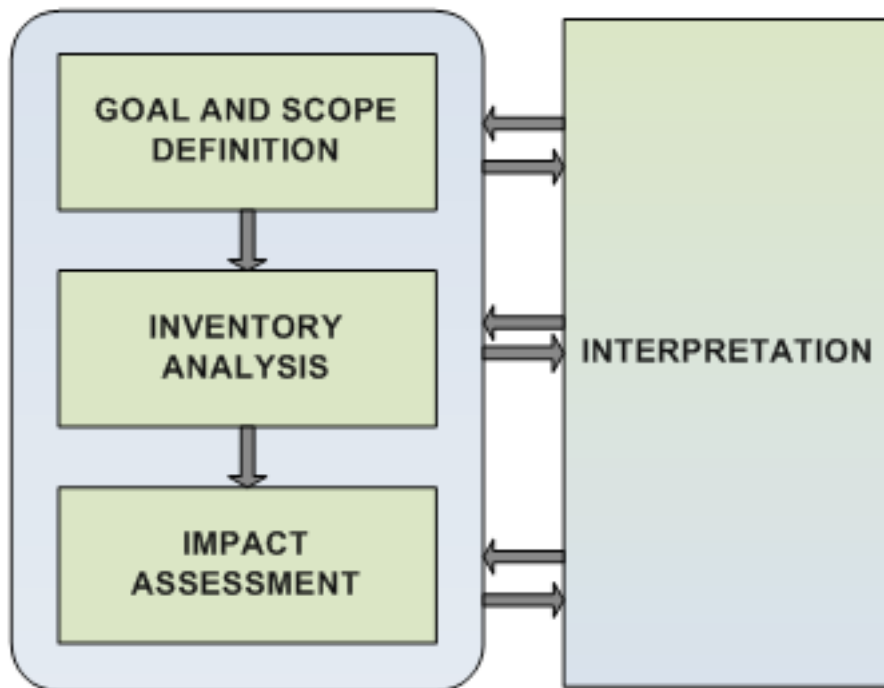 GOAL AND SCOPE
DEFINITION
INVENTORY
ANALYSIS
INTERPRETATION
IMPACT
ASSESSMENT